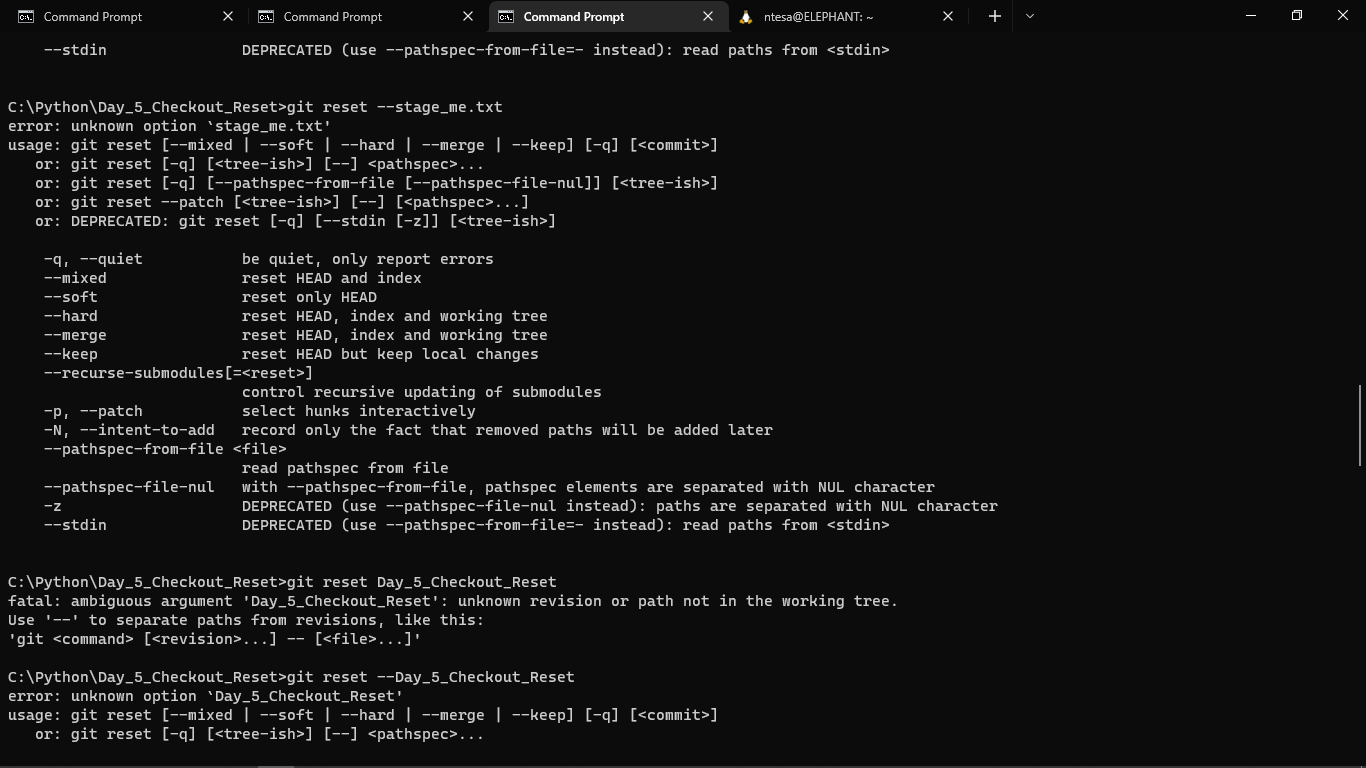 Command Prompt
Command Prompt
Command Prompt
ntesa@ELEPHANT: ~
    --stdin               DEPRECATED (use --pathspec-from-file=- instead): read paths from <stdin>
C:\Python\Day_5_Checkout_Reset>git reset --stage_me.txt
error: unknown option `stage_me.txt'
usage: git reset [--mixed | --soft | --hard | --merge | --keep] [-q] [<commit>]
   or: git reset [-q] [<tree-ish>] [--] <pathspec>...
   or: git reset [-q] [--pathspec-from-file [--pathspec-file-nul]] [<tree-ish>]
   or: git reset --patch [<tree-ish>] [--] [<pathspec>...]
   or: DEPRECATED: git reset [-q] [--stdin [-z]] [<tree-ish>]
    -q, --quiet           be quiet, only report errors
    --mixed               reset HEAD and index
    --soft                reset only HEAD
    --hard                reset HEAD, index and working tree
    --merge               reset HEAD, index and working tree
    --keep                reset HEAD but keep local changes
    --recurse-submodules[=<reset>]
                          control recursive updating of submodules
    -p, --patch           select hunks interactively
    -N, --intent-to-add   record only the fact that removed paths will be added later
    --pathspec-from-file <file>
                          read pathspec from file
    --pathspec-file-nul   with --pathspec-from-file, pathspec elements are separated with NUL character
    -z                    DEPRECATED (use --pathspec-file-nul instead): paths are separated with NUL character
    --stdin               DEPRECATED (use --pathspec-from-file=- instead): read paths from <stdin>
C:\Python\Day_5_Checkout_Reset>git reset Day_5_Checkout_Reset
fatal: ambiguous argument 'Day_5_Checkout_Reset': unknown revision or path not in the working tree.
Use '--' to separate paths from revisions, like this:
'git <command> [<revision>...] -- [<file>...]'
C:\Python\Day_5_Checkout_Reset>git reset --Day_5_Checkout_Reset
error: unknown option `Day_5_Checkout_Reset'
usage: git reset [--mixed | --soft | --hard | --merge | --keep] [-q] [<commit>]
   or: git reset [-q] [<tree-ish>] [--] <pathspec>...